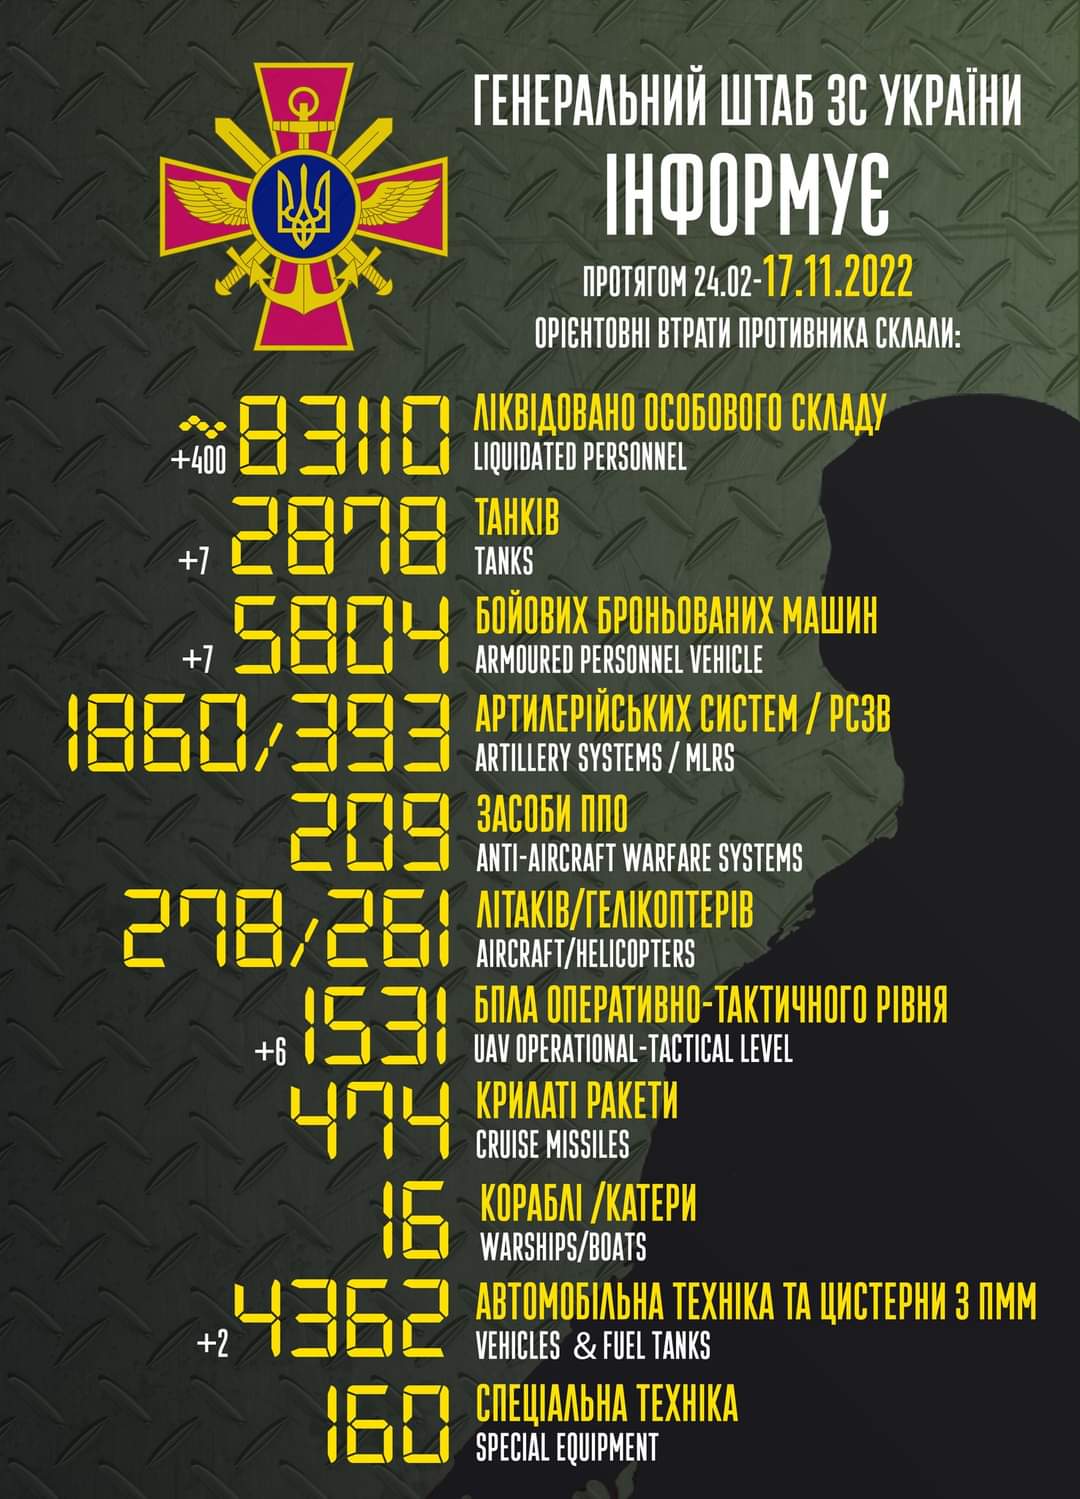 ГЕНЕРАЛЬНИЙ ШТАБ ЗС УКРАЇНИ
ІНФОРМУЄ
ПРОТЯГОМ 24.02-17.11.2022
ОРІЄНТОВНІ ВТРАТИ ПРОТИВНИКА СКЛАЛИ:
+400 ~83110 ЛІКВІДОВАНО ОСОБОВОГО СКЛАДУ
LIQUIDATED PERSONNEL
+7 2878 ТАНКІВ
TANKS
+7 5804 БОЙОВИХ БРОНЬОВАНИХ МАШИН
ARMOURED PERSONNEL VEHICLE
1860/393 АРТИЛЕРІЙСЬКИХ СИСТЕМ / РСЗВ
ARTILLERY SYSTEMS / MLRS
209 ЗАСОБИ ППО
ANTI-AIRCRAFT WARFARE SYSTEMS
278/261 ЛІТАКІВ/ГЕЛІКОПТЕРІВ
AIRCRAFT/HELICOPTERS
+6 1531 БПЛА ОПЕРАТИВНО-ТАКТИЧНОГО РІВНЯ
UAV OPERATIONAL-TACTICAL LEVEL
474 КРИЛАТІ РАКЕТИ
CRUISE MISSILES
16 КОРАБЛІ /КАТЕРИ
WARSHIPS/BOATS
+2 4362 АВТОМОБІЛЬНА ТЕХНІКА ТА ЦИСТЕРНИ З ПММ
VEHICLES & FUEL TANKS
160 СПЕЦІАЛЬНА ТЕХНІКА
SPECIAL EQUIPMENT